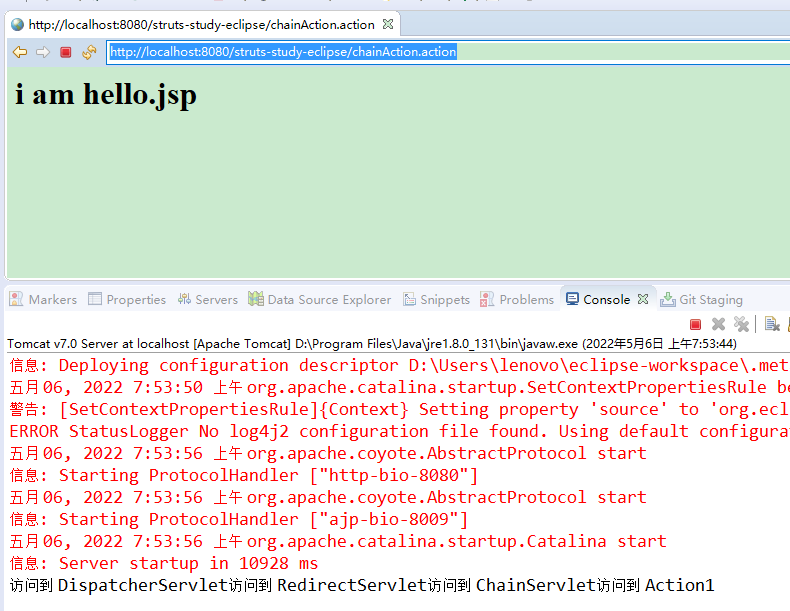 http://localhost:8080/struts-study-eclipse/chainAction.action
http://localhost:8080/struts-study-eclipse/chainAction.action
i am hello.jsp
Markers Properties Servers Data Source Explorer Snippets Problems Console Git Staging
Tomcat v7.0 Server at localhost [Apache Tomcat] D:\Program Files\Java\jre1.8.0_131\bin\javaw.exe (2022年5月6日 上午7:53:44)
信息: Deploying configuration descriptor D:\Users\lenovo\eclipse-workspace\.met
五月 06, 2022 7:53:50 上午 org.apache.catalina.startup.SetContextPropertiesRule be
警告: [SetContextPropertiesRule]{Context} Setting property 'source' to 'org.ecl
ERROR StatusLogger No log4j2 configuration file found. Using default configura
五月 06, 2022 7:53:56 上午 org.apache.coyote.AbstractProtocol start
信息: Starting ProtocolHandler ["http-bio-8080"]
五月 06, 2022 7:53:56 上午 org.apache.coyote.AbstractProtocol start
信息: Starting ProtocolHandler ["ajp-bio-8009"]
五月 06, 2022 7:53:56 上午 org.apache.catalina.startup.Catalina start
信息: Server startup in 10928 ms
访问到 DispatcherServlet访问到 RedirectServlet访问到 ChainServlet访问到 Action1